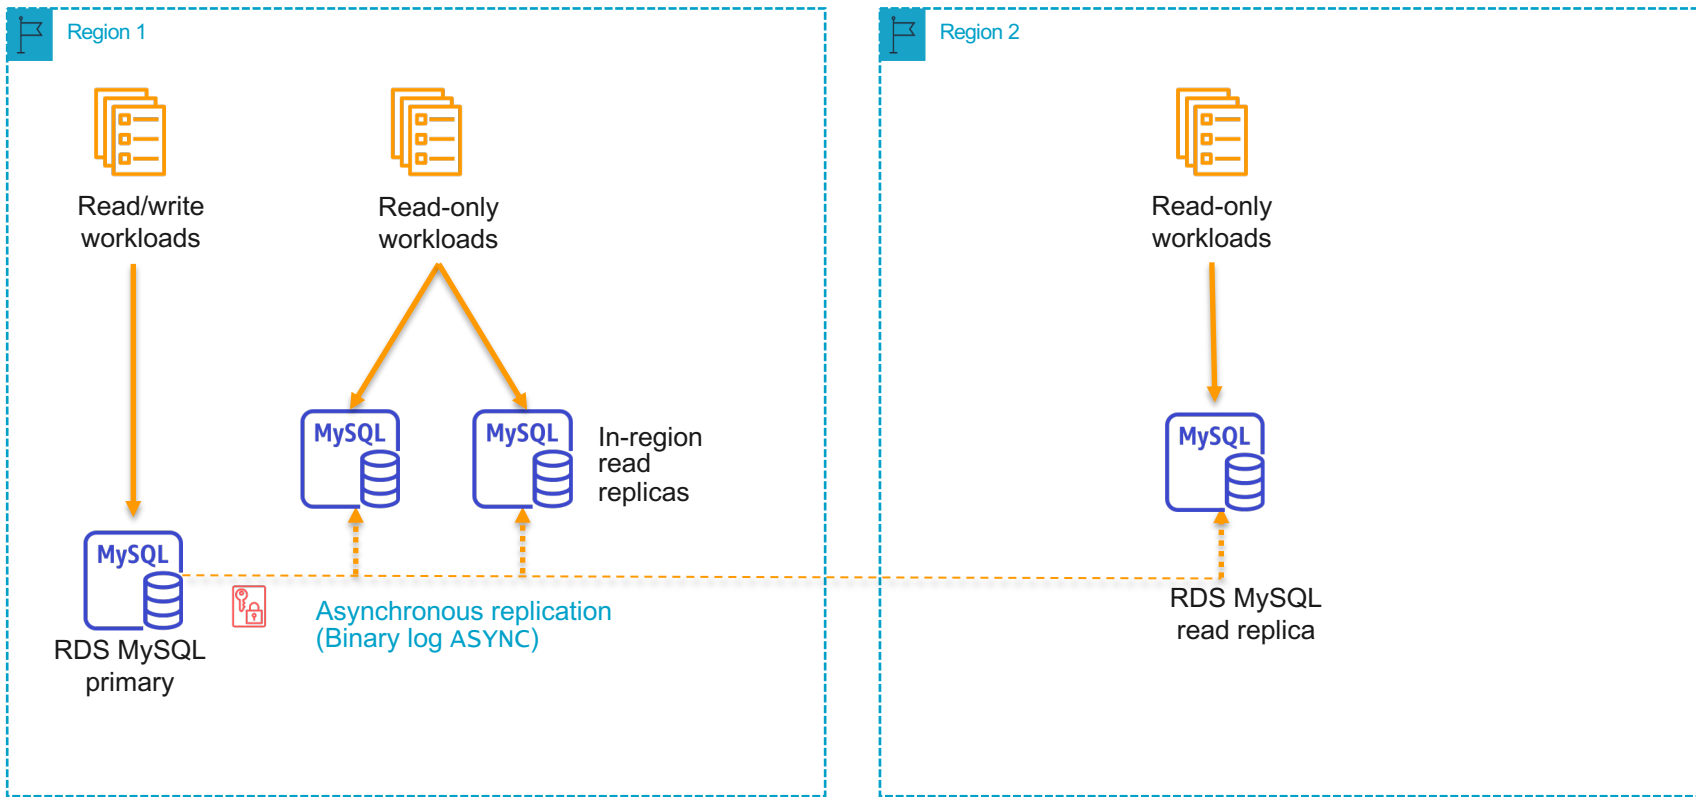 Region 1
Read/write
workloads
Read-only
workloads
MySQL
MySQL
In-region
read
replicas
MySQL
RDS MySQL
primary
Asynchronous replication
(Binary log ASYNC)
Region 2
Read-only
workloads
MySQL
RDS MySQL
read replica